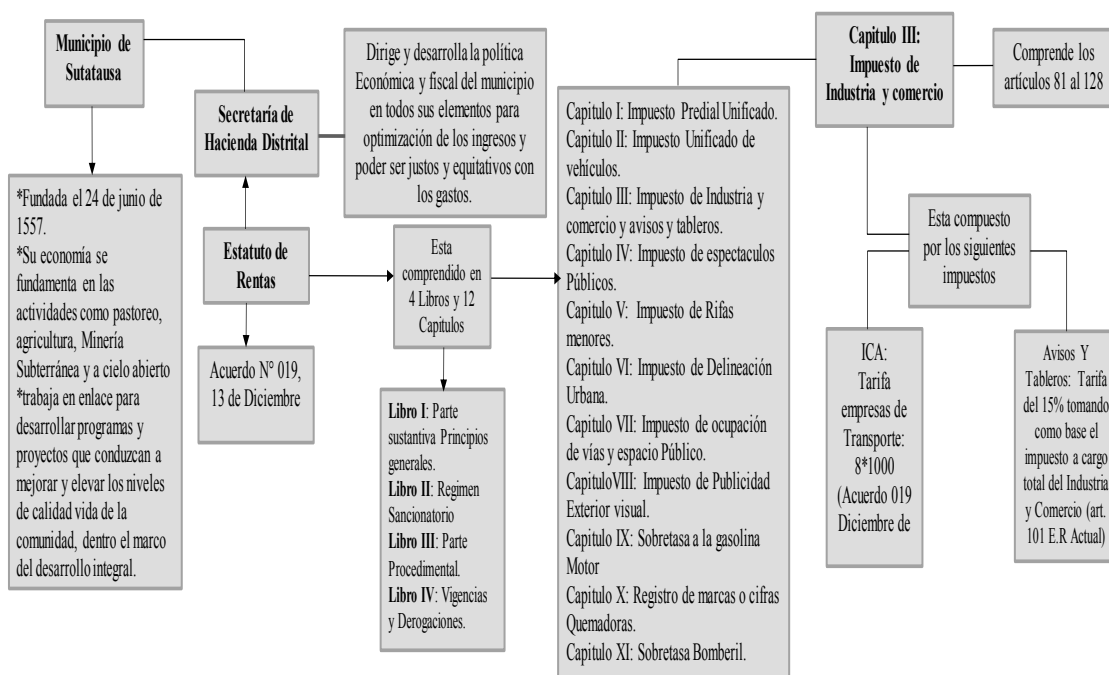 Municipio de
Sutatausa
*Fundada el 24 de junio de
1557.
*Su economía se
fundamenta en las
actividades como pastoreo,
agricultura, Minería
Subterránea y a cielo abierto
*trabaja en enlace para
desarrollar programas y
proyectos que conduzcan a
mejorar y elevar los niveles
de calidad vida de la
comunidad, dentro el marco
del desarrollo integral.
Secretaría de
Hacienda Distrital
Dirige y desarrolla la política
Económica y fiscal del municipio
en todos sus elementos para
optimización de los ingresos y
poder ser justos y equitativos con
los gastos.
Estatuto de
Rentas
Acuerdo N° 019,
13 de Diciembre
Esta
comprendido en
4 Libros y 12
Capitulos
Libro I: Parte
sustantiva Principios
generales.
Libro II: Regimen
Sancionatorio
Libro III: Parte
Procedimental.
Libro IV: Vigencias
y Derogaciones.
Capitulo I: Impuesto Predial Unificado.
Capitulo II: Impuesto Unificado de
vehículos.
Capitulo III: Impuesto de Industria y
comercio y avisos y tableros.
Capitulo IV: Impuesto de espectaculos
Públicos.
Capitulo V: Impuesto de Rifas
menores.
Capitulo VI: Impuesto de Delineación
Urbana.
Capitulo VII: Impuesto de ocupación
de vías y espacio Público.
CapituloVIII: Impuesto de Publicidad
Exterior visual.
Capitulo IX: Sobretasa a la gasolina
Motor
Capitulo X: Registro de marcas o cifras
Quemadoras.
Capitulo XI: Sobretasa Bomberil.
Capitulo III:
Impuesto de
Industria y comercio
Comprende los
artículos 81 al 128
Esta compuesto
por los siguientes
impuestos
ICA:
Tarifa
empresas de
Transporte:
8*1000
(Acuerdo 019
Diciembre de
Avisos Y
Tableros: Tarifa
del 15% tomando
como base el
impuesto a cargo
total del Industria
y Comercio (art.
101 E.R Actual)